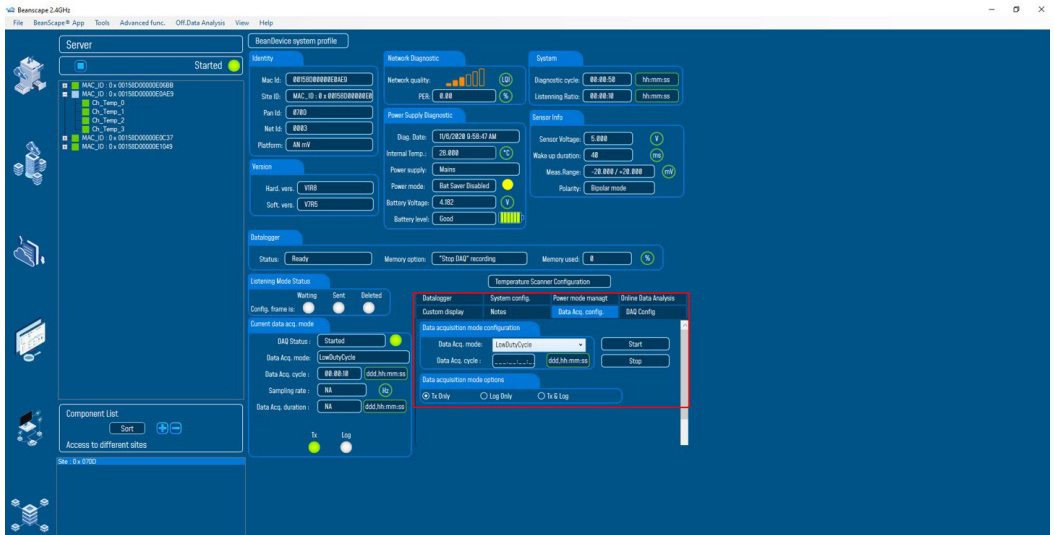 Beanscape 2.4GHz
File BeanScape® App Tools Advanced func. Off.Data Analysis View Help
Server
Started
MAC_ID : 0 x 00158D00000E06BB
MAC_ID : 0 x 00158D00000E0AE9
Ch_Temp_0
Ch_Temp_1
Ch_Temp_2
Ch_Temp_3
MAC_ID : 0 x 00158D00000E0C37
MAC_ID : 0 x 00158D00000E1049
Component List
Sort
Access to different sites
Site : 0 x 070D
BeanDevice system profile
Identity
Mac Id: 00158D00000E0AE9
Site ID: MAC_ID : 0 x 00158D00000E0
Pan Id: 070D
Net Id: 0003
Platform: AN mV
Version
Hard. vers. V1R8
Soft. vers. V7R5
Network Diagnostic
Network quality: LQI
PER: 0.00 %
Power Supply Diagnostic
Diag. Date: 11/6/2020 9:58:47 AM
Internal Temp.: 28.000 °C
Power supply: Mains
Power mode: Bat Saver Disabled
Battery Voltage: 4.182 V
Battery level: Good
System
Diagnostic cycle: 00:00:50 hh:mm:ss
Listenning Ratio: 00:00:10 hh:mm:ss
Sensor Info
Sensor Voltage: 5.000 V
Wake up duration: 40 ms
Meas.Range: -20.000 / +20.000 mV
Polarity: Bipolar mode
Datalogger
Status: Ready Memory option: "Stop DAQ" recording Memory used: 0 %
Listening Mode Status
Waiting Sent Deleted
Config. frame is:
Current data acq. mode
DAQ Status : Started
Data Acq. mode: LowDutyCycle
Data Acq. cycle : 00:00:10 ddd.hh:mm:ss
Sampling rate : NA Hz
Data Acq. duration : NA ddd.hh:mm:ss
Tx Log
Temperature Scanner Configuration
Datalogger System config. Power mode managt Online Data Analysis
Custom display Notes Data Acq. config. DAQ Config
Data acquisition mode configuration
Data Acq. mode: LowDutyCycle Start
Data Acq. cycle : ___.__:__:__ ddd.hh:mm:ss Stop
Data acquisition mode options
Tx Only Log Only Tx & Log